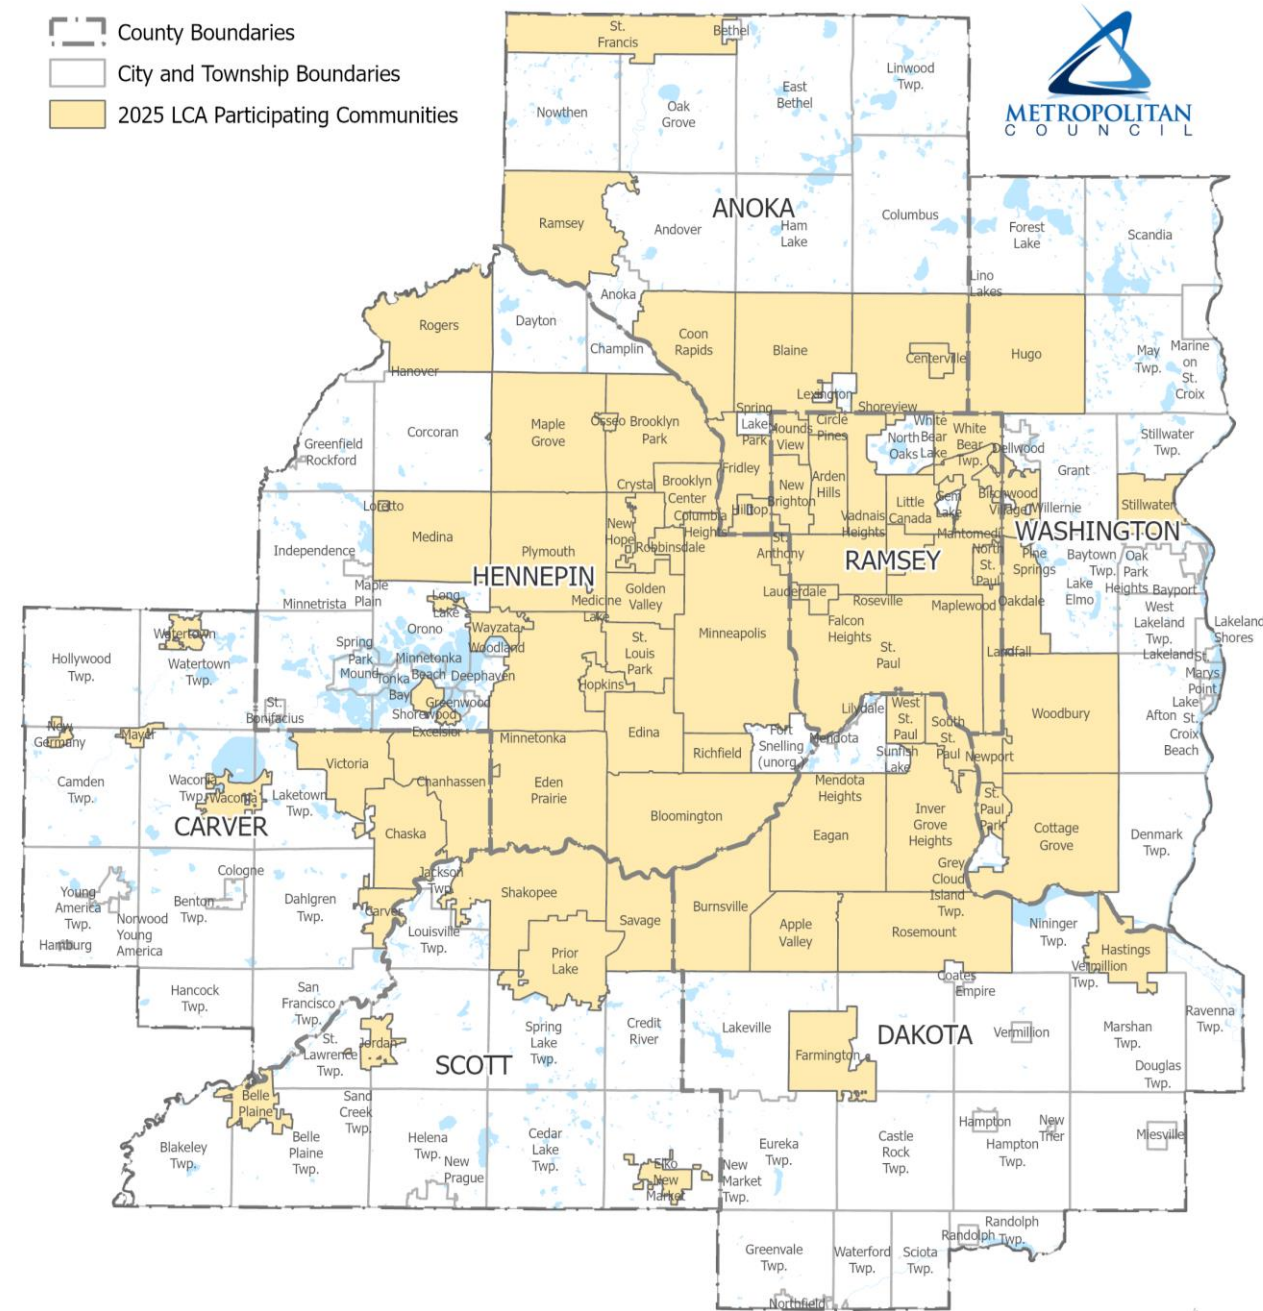 County Boundaries
City and Township Boundaries
2025 LCA Participating Communities
METROPOLITAN
COUNCIL
St.
Francis
Bethel
Linwood
Twp.
East
Bethel
Nowthen
Oak
Grove
ANOKA
Ramsey
Andover
Ham
Lake
Columbus
Forest
Lake
Scandia
Lino
Lakes
Anoka
Rogers
Dayton
Champlin
Coon
Rapids
Blaine
Centerville
Hugo
May
Twp.
Marine
on
St.
Croix
Hanover
Lexington
Shoreview
Spring
Lake
Park
Circle
Pines
Mounds
View
White
Bear
Lake
White
Bear
Twp.
North
Oaks
Dellwood
Grant
Stillwater
Twp.
Greenfield
Rockford
Corcoran
Maple
Grove
Osseo
Brooklyn
Park
Fridley
Arden
Hills
New
Brighton
Crystal
Brooklyn
Center
Columbia
Heights
Hilltop
Vadnais
Heights
Little
Canada
Gem
Lake
Birchwood
Village
Willernie
Stillwater
Mahtomedi
WASHINGTON
Loretto
Medina
Independence
Plymouth
New
Hope
Robbinsdale
St.
Anthony
RAMSEY
North
St.
Paul
Pine
Springs
Baytown
Twp.
Oak
Park
Heights
Bayport
Lake
Elmo
HENNEPIN
Maple
Plain
Minnetrista
Long
Lake
Medicine
Lake
Golden
Valley
Lauderdale
Roseville
Maplewood
Oakdale
West
Lakeland
Twp.
Lakeland
Shores
Orono
Wayzata
Woodland
Minneapolis
Falcon
Heights
St.
Paul
Landfall
Lakeland
St.
Marys
Point
Watertown
Hollywood
Twp.
Watertown
Twp.
Spring
Park
Mound
Minnetonka
Beach
Tonka
Bay
Deephaven
Greenwood
Shorewood
Excelsior
St.
Louis
Park
Hopkins
St.
Bonifacius
Edina
Richfield
Fort
Snelling
(unorg.)
Lilydale
Mendota
West
St.
Paul
South
St.
Paul
Sunfish
Lake
Newport
Woodbury
Afton
Lake
St.
Croix
Beach
New
Germany
Mayer
Camden
Twp.
Waconia
Twp.
Waconia
Laketown
Twp.
Victoria
Chanhassen
Minnetonka
Eden
Prairie
Bloomington
Mendota
Heights
Eagan
Inver
Grove
Heights
St.
Paul
Park
Cottage
Grove
Denmark
Twp.
CARVER
Chaska
Young
America
Twp.
Norwood
Young
America
Hamburg
Benton
Twp.
Cologne
Dahlgren
Twp.
Carver
Jackson
Twp.
Louisville
Twp.
Shakopee
Prior
Lake
Savage
Burnsville
Apple
Valley
Rosemount
Grey
Cloud
Island
Twp.
Nininger
Twp.
Hastings
Vermillion
Twp.
Hancock
Twp.
San
Francisco
Twp.
St.
Lawrence
Twp.
Jordan
SCOTT
Spring
Lake
Twp.
Credit
River
Lakeville
Farmington
DAKOTA
Coates
Empire
Vermillion
Marshan
Twp.
Ravenna
Twp.
Douglas
Twp.
Belle
Plaine
Blakeley
Twp.
Belle
Plaine
Twp.
Sand
Creek
Twp.
Helena
Twp.
New
Prague
Cedar
Lake
Twp.
Elko
New
Market
New
Market
Twp.
Eureka
Twp.
Castle
Rock
Twp.
Hampton
Hampton
Twp.
New
Trier
Miesville
Greenvale
Twp.
Waterford
Twp.
Sciota
Twp.
Randolph
Randolph
Twp.
Northfield